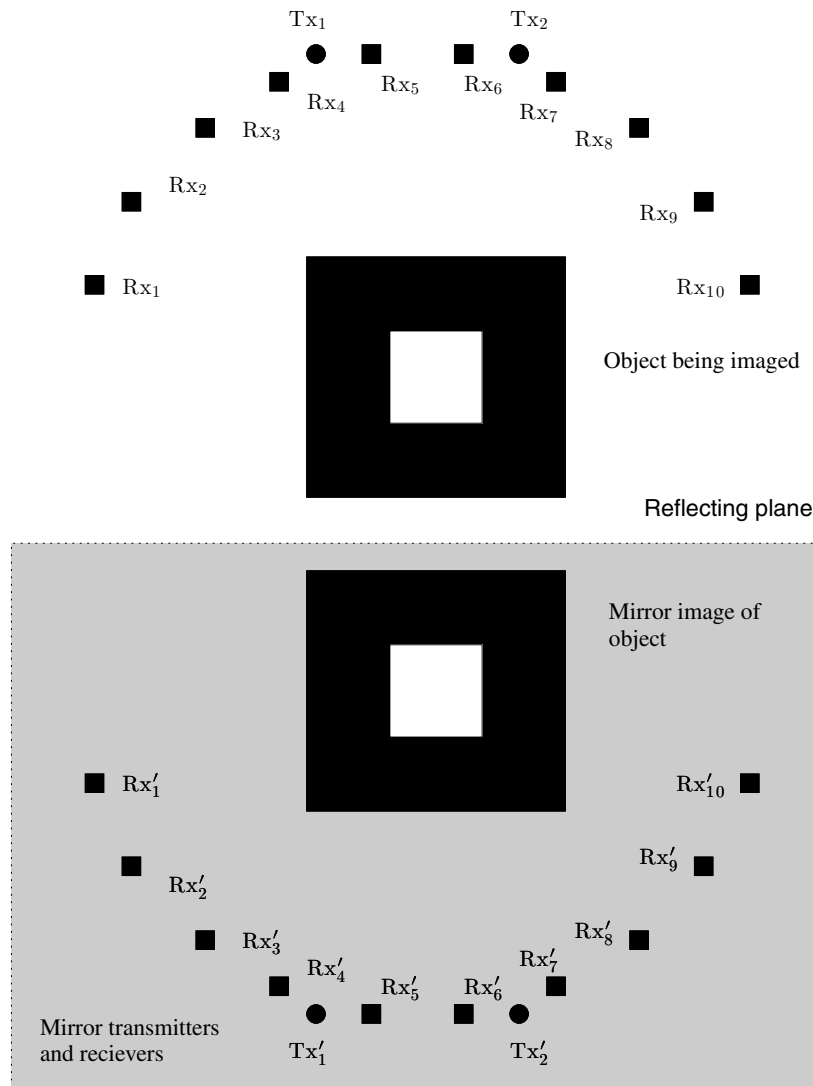 Tx₁ Tx₂
Rx₅ Rx₆
Rx₄ Rx₇
Rx₃ Rx₈
Rx₂ Rx₉
Rx₁ Rx₁₀
Object being imaged
Reflecting plane
Mirror image of
object
Rx′₁ Rx′₁₀
Rx′₂ Rx′₉
Rx′₃ Rx′₈
Rx′₄ Rx′₇
Rx′₅ Rx′₆
Mirror transmitters
and recievers
Tx′₁ Tx′₂